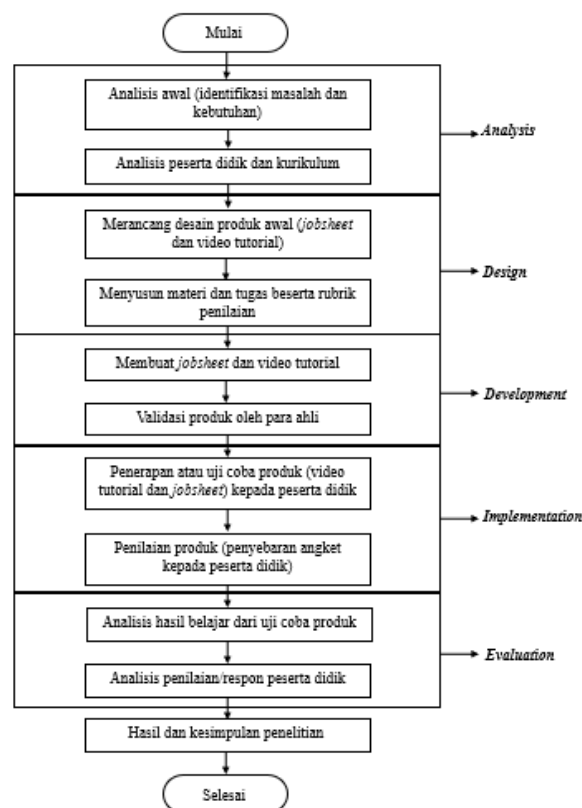 Mulai
Analisis awal (identifikasi masalah dan
kebutuhan)
Analysis
Analisis peserta didik dan kurikulum
Merancang desain produk awal (jobsheet
dan video tutorial)
Design
Menyusun materi dan tugas beserta rubrik
penilaian
Membuat jobsheet dan video tutorial
Development
Validasi produk oleh para ahli
Penerapan atau uji coba produk (video
tutorial dan jobsheet) kepada peserta didik
Implementation
Penilaian produk (penyebaran angket
kepada peserta didik)
Analisis hasil belajar dari uji coba produk
Evaluation
Analisis penilaian/respon peserta didik
Hasil dan kesimpulan penelitian
Selesai